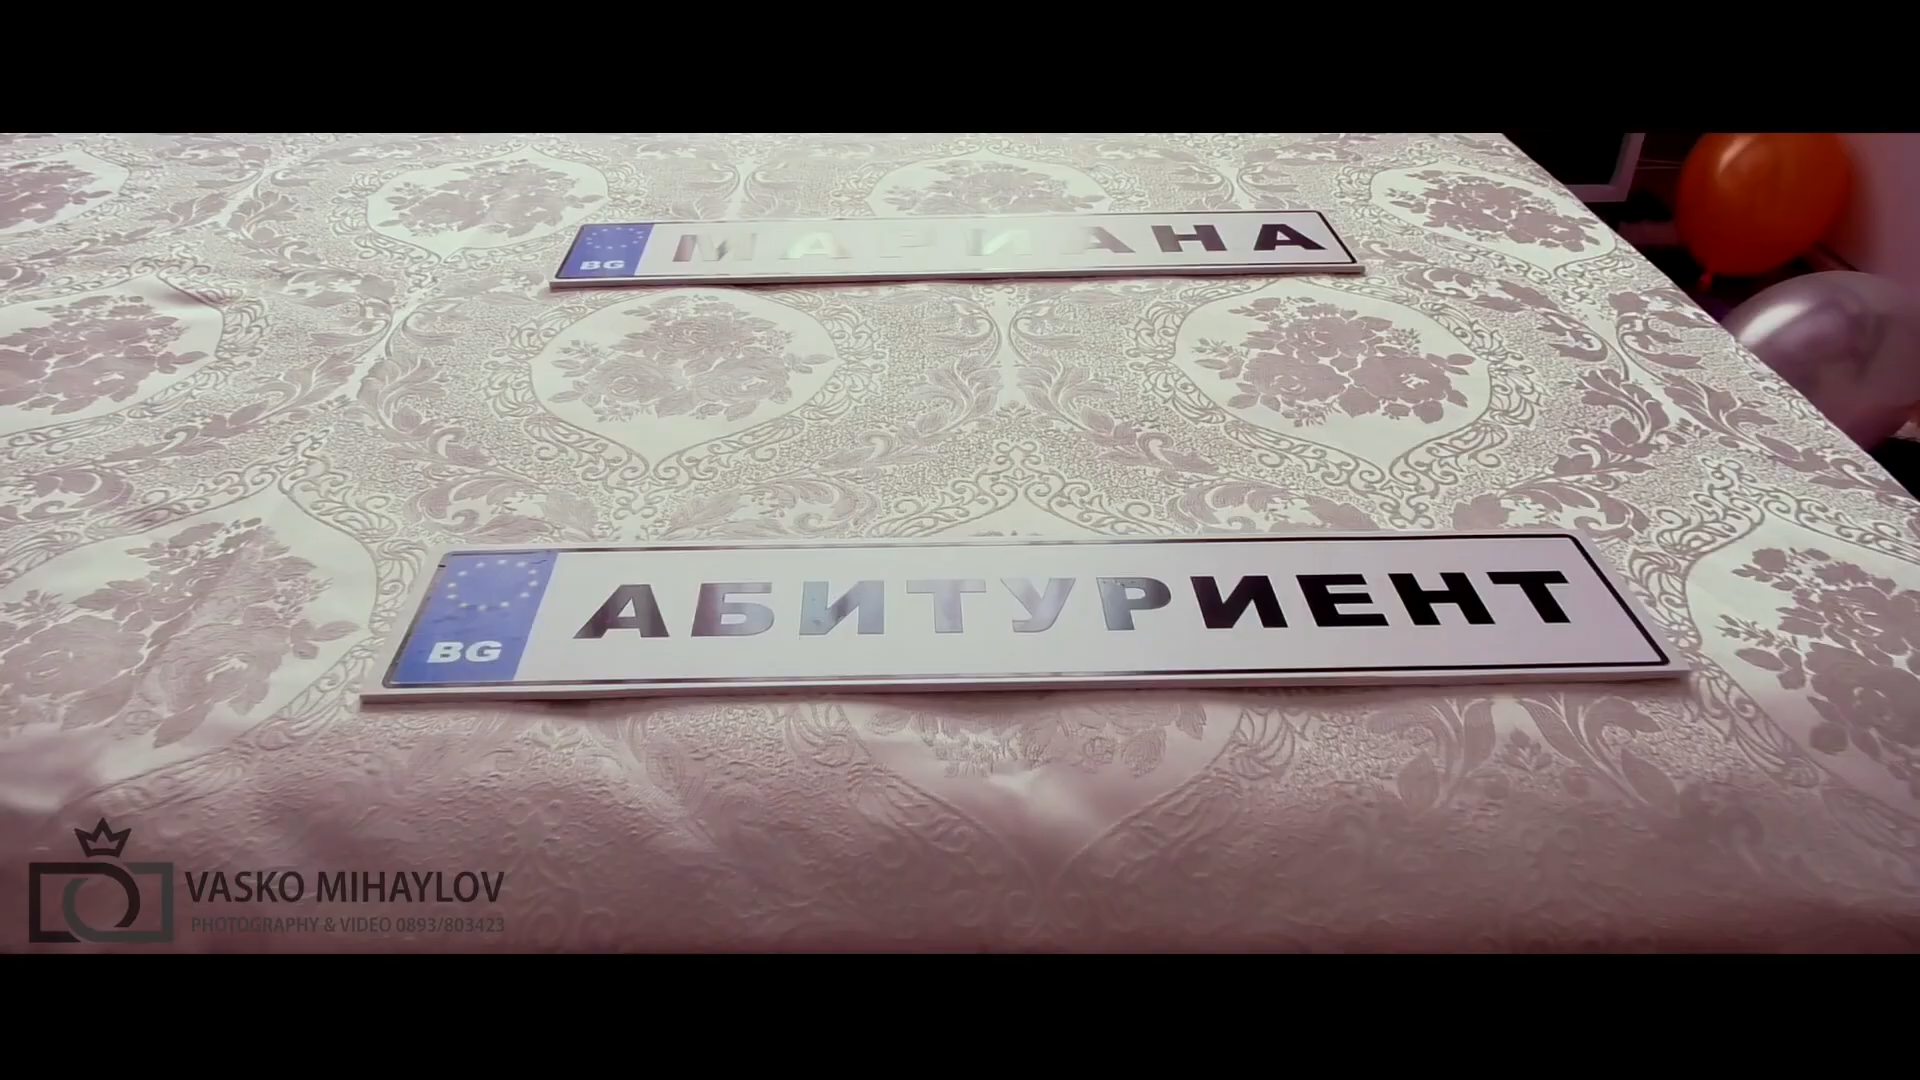 BG МАРИАНА
BG АБИТУРИЕНТ
VASKO MIHAYLOV
PHOTOGRAPHY & VIDEO 0893/803423